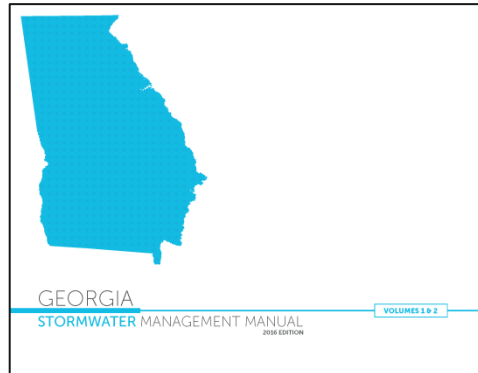 GEORGIA
VOLUMES 1 & 2
STORMWATER MANAGEMENT MANUAL
2016 EDITION